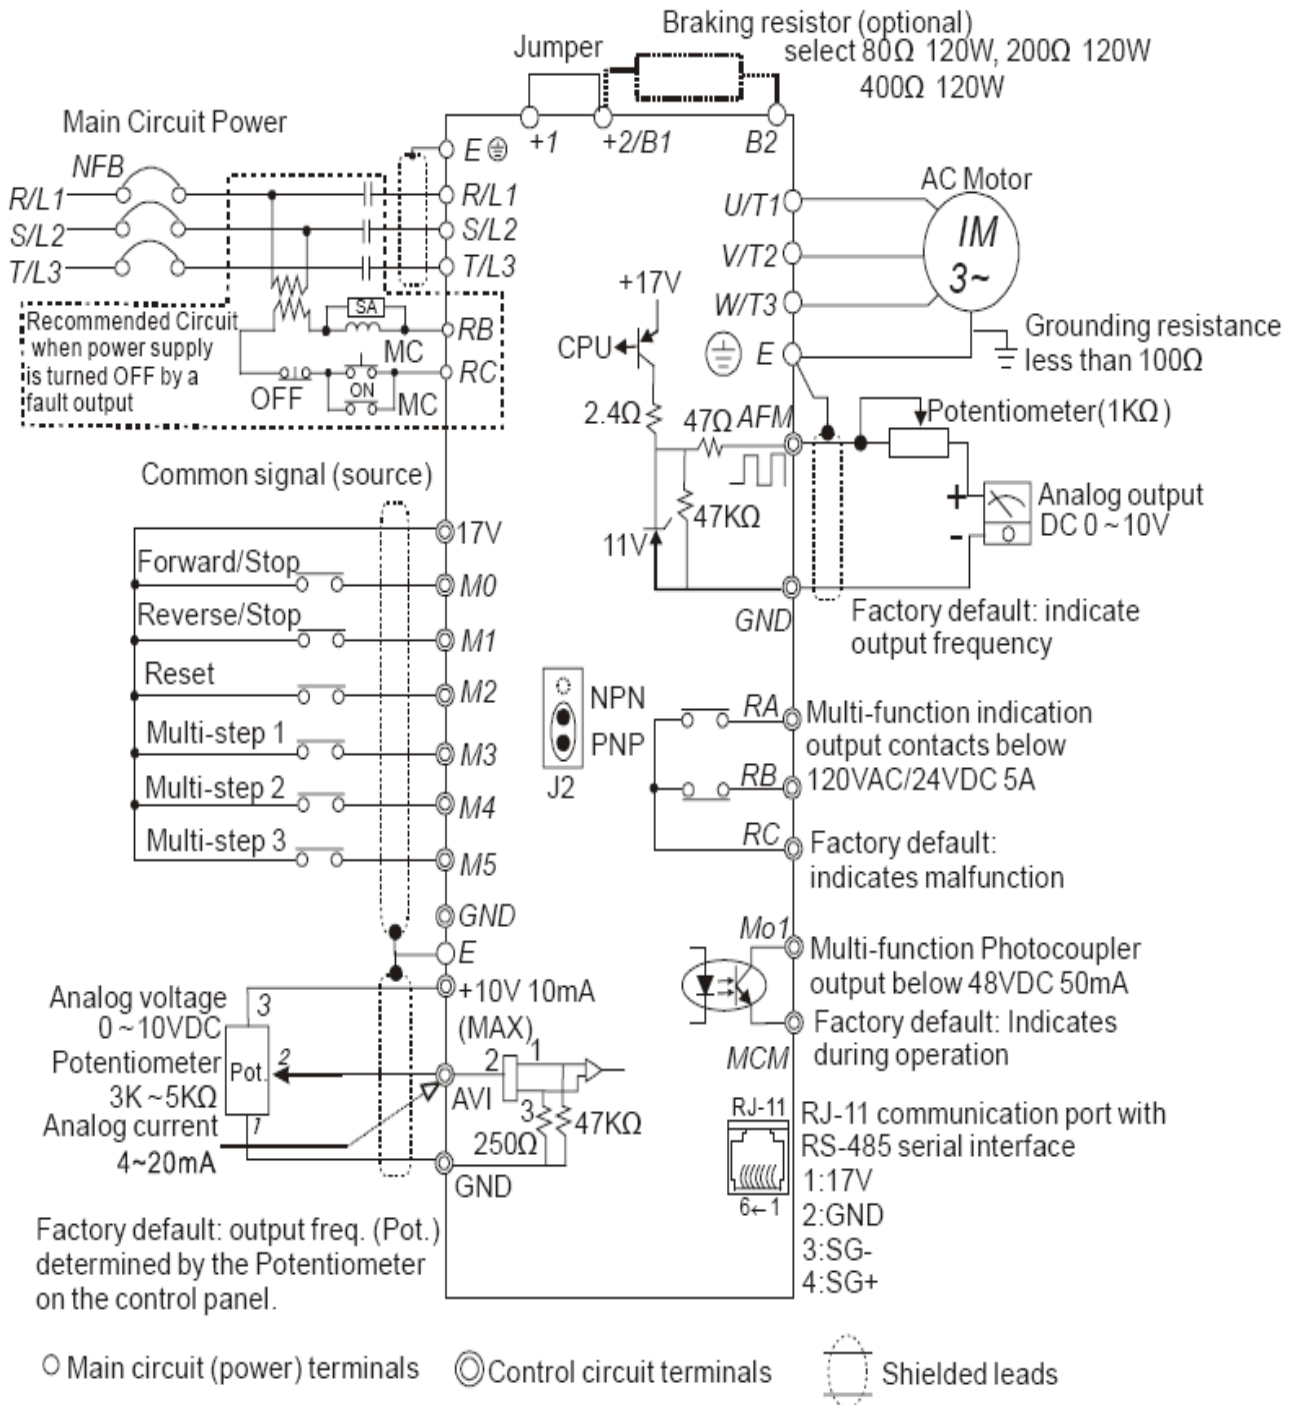 Braking resistor (optional)
Jumper
select 80Ω 120W, 200Ω 120W
400Ω 120W
Main Circuit Power
+1
+2/B1
B2
E
NFB
R/L1
R/L1
S/L2
S/L2
T/L3
T/L3
AC Motor
U/T1
IM
3~
V/T2
W/T3
+17V
Recommended Circuit
when power supply
is turned OFF by a
fault output
SA
RB
MC
RC
OFF
ON
MC
CPU
E
Grounding resistance
less than 100Ω
2.4Ω
47Ω
AFM
Potentiometer(1KΩ)
47KΩ
11V
+
-
0
Analog output
DC 0~10V
GND
Factory default: indicate
output frequency
Common signal (source)
17V
Forward/Stop
M0
Reverse/Stop
M1
Reset
M2
Multi-step 1
M3
Multi-step 2
M4
Multi-step 3
M5
GND
E
NPN
PNP
J2
RA
Multi-function indication
output contacts below
RB
120VAC/24VDC 5A
RC
Factory default:
indicates malfunction
Mo1
Multi-function Photocoupler
output below 48VDC 50mA
Factory default: Indicates
during operation
MCM
Analog voltage
0~10VDC
3
+10V 10mA
(MAX)
Potentiometer
3K~5KΩ
Pot.
2
2
1
AVI
3
47KΩ
250Ω
Analog current
4~20mA
1
GND
RJ-11
6←1
RJ-11 communication port with
RS-485 serial interface
1:17V
2:GND
3:SG-
4:SG+
Factory default: output freq. (Pot.)
determined by the Potentiometer
on the control panel.
Main circuit (power) terminals
Control circuit terminals
Shielded leads